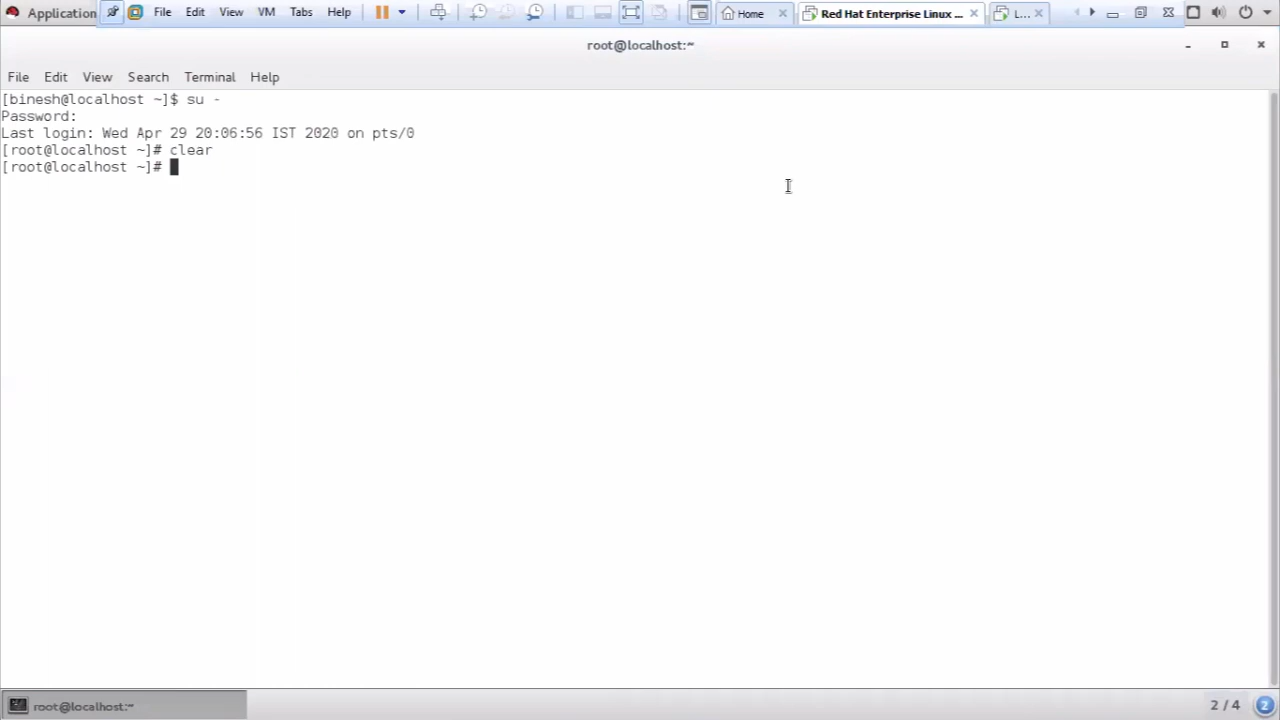 Application File Edit View VM Tabs Help Home Red Hat Enterprise Linux ... L...
root@localhost:~
File Edit View Search Terminal Help
[binesh@localhost ~]$ su -
Password:
Last login: Wed Apr 29 20:06:56 IST 2020 on pts/0
[root@localhost ~]# clear
[root@localhost ~]#
root@localhost:~ 2 / 4 2